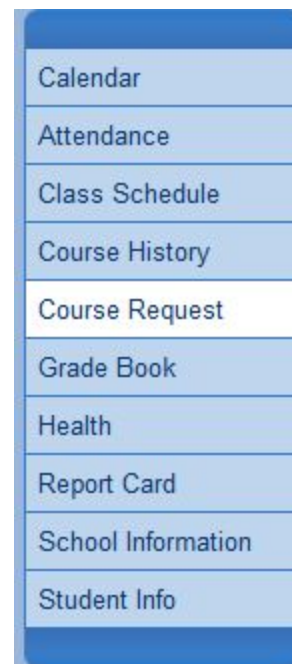 Calendar
Attendance
Class Schedule
Course History
Course Request
Grade Book
Health
Report Card
School Information
Student Info